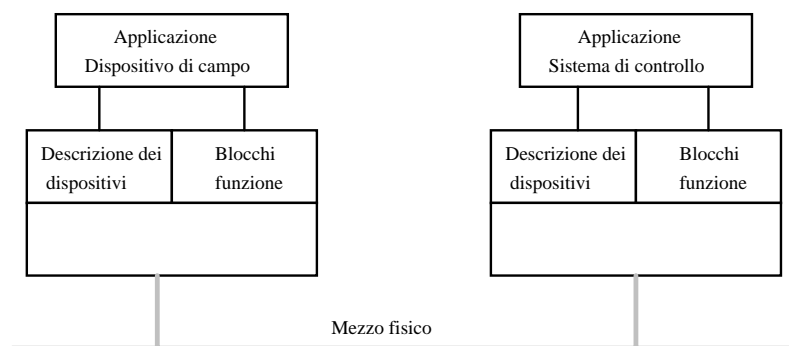 Applicazione
Dispositivo di campo
Applicazione
Sistema di controllo
Descrizione dei
dispositivi
Blocchi
funzione
Descrizione dei
dispositivi
Blocchi
funzione
Mezzo fisico